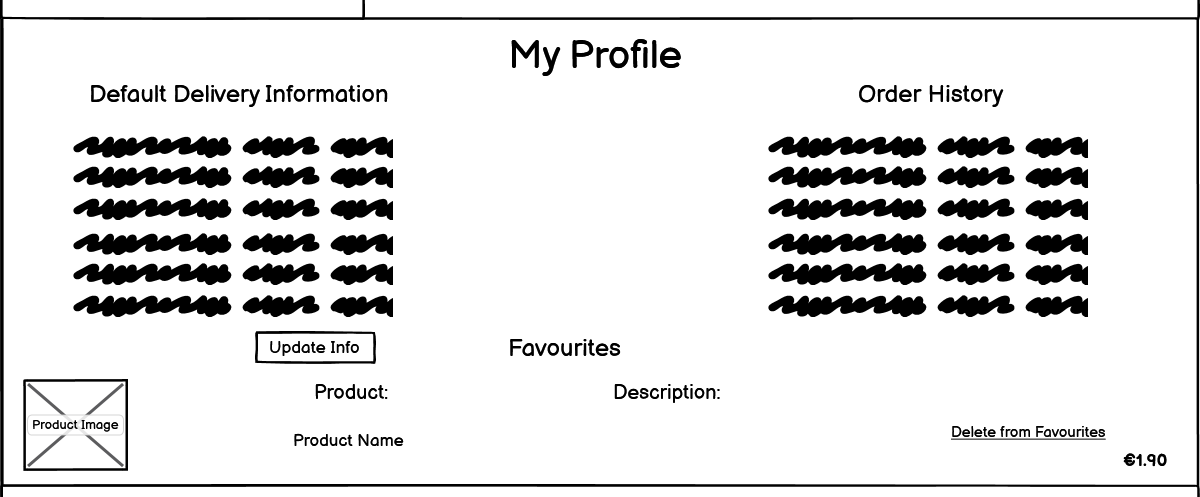 My Profile
Default Delivery Information
Order History
Update Info
Favourites
Product:
Description:
Product Image
Product Name
Delete from Favourites
€1.90